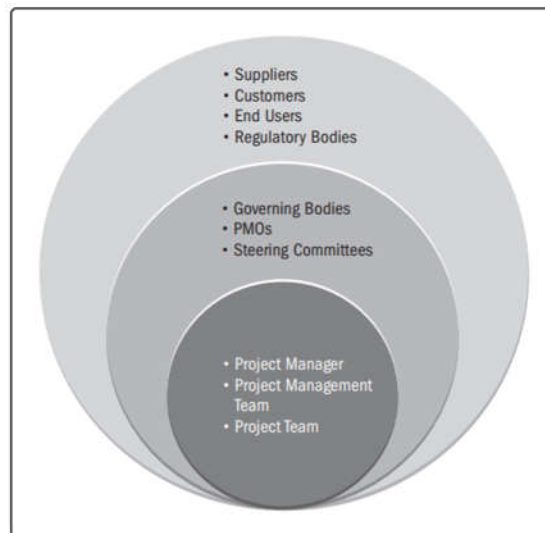 • Suppliers
• Customers
• End Users
• Regulatory Bodies
• Governing Bodies
• PMOs
• Steering Committees
• Project Manager
• Project Management
Team
• Project Team